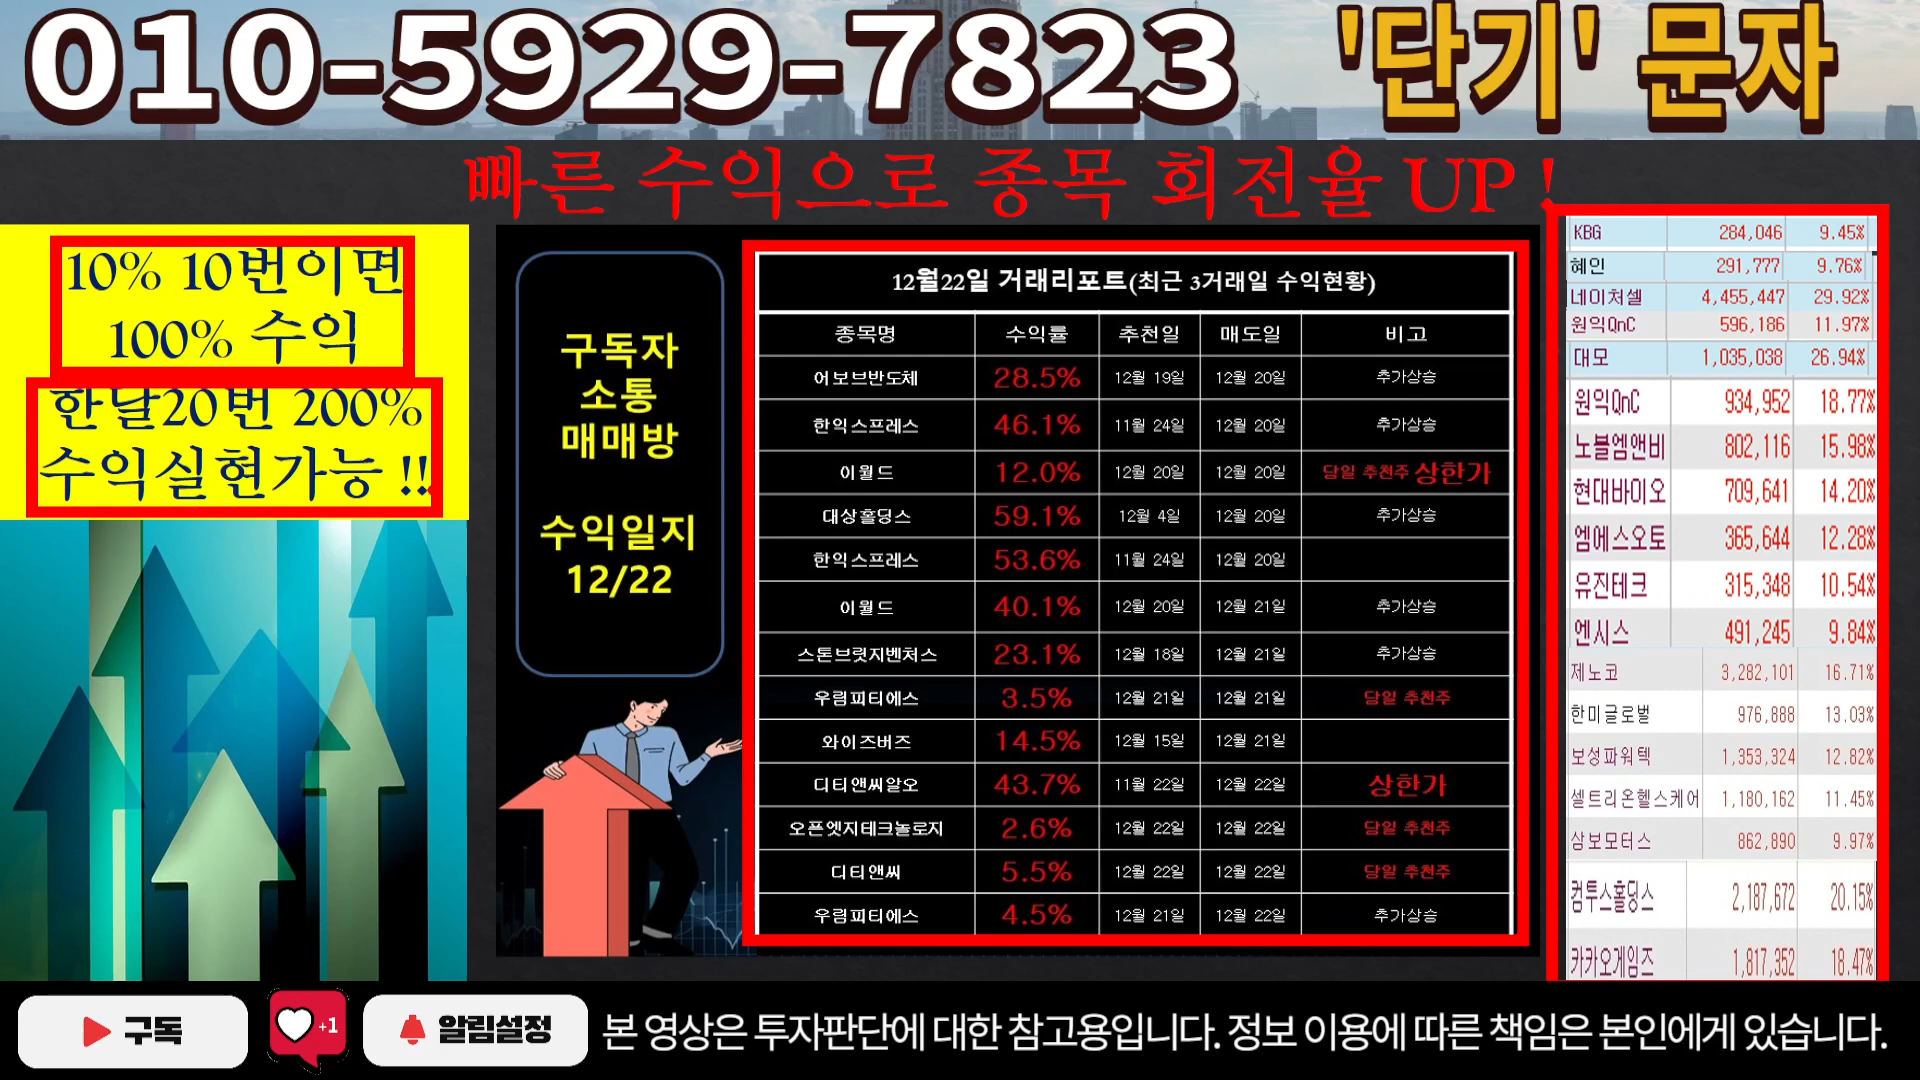 010-5929-7823 '단기' 문자
빠른 수익으로 종목 회전율 UP !
10% 10번이면
100% 수익
한달20번 200%
수익실현가능 !!
구독자
소통
매매방
수익일지
12/22
12월22일 거래리포트(최근 3거래일 수익현황)
종목명 수익률 추천일 매도일 비고
어보브반도체 28.5% 12월 19일 12월 20일 추가상승
한익스프레스 46.1% 11월 24일 12월 20일 추가상승
이월드 12.0% 12월 20일 12월 20일 당일 추천주 상한가
대상홀딩스 59.1% 12월 4일 12월 20일 추가상승
한익스프레스 53.6% 11월 24일 12월 20일
이월드 40.1% 12월 20일 12월 21일 추가상승
스톤브릿지벤처스 23.1% 12월 18일 12월 21일 추가상승
우림피티에스 3.5% 12월 21일 12월 21일 당일 추천주
와이즈버즈 14.5% 12월 15일 12월 21일
디티앤씨알오 43.7% 11월 22일 12월 22일 상한가
오픈엣지테크놀로지 2.6% 12월 22일 12월 22일 당일 추천주
디티앤씨 5.5% 12월 22일 12월 22일 당일 추천주
우림피티에스 4.5% 12월 21일 12월 22일 추가상승
KBG 284,046 9.45%
혜인 291,777 9.76%
네이처셀 4,455,447 29.92%
원익QnC 596,186 11.97%
대모 1,035,038 26.94%
원익QnC 934,952 18.77%
노블엠앤비 802,116 15.98%
현대바이오 709,641 14.20%
엠에스오토 365,644 12.28%
유진테크 315,348 10.54%
엔시스 491,245 9.84%
제노코 3,282,101 16.71%
한미글로벌 976,888 13.03%
보성파워텍 1,353,324 12.82%
셀트리온헬스케어 1,180,162 11.45%
삼보모터스 862,890 9.97%
컴투스홀딩스 2,187,672 20.15%
카카오게임즈 1,817,352 18.47%
구독 +1 알림설정 본 영상은 투자판단에 대한 참고용입니다. 정보 이용에 따른 책임은 본인에게 있습니다.